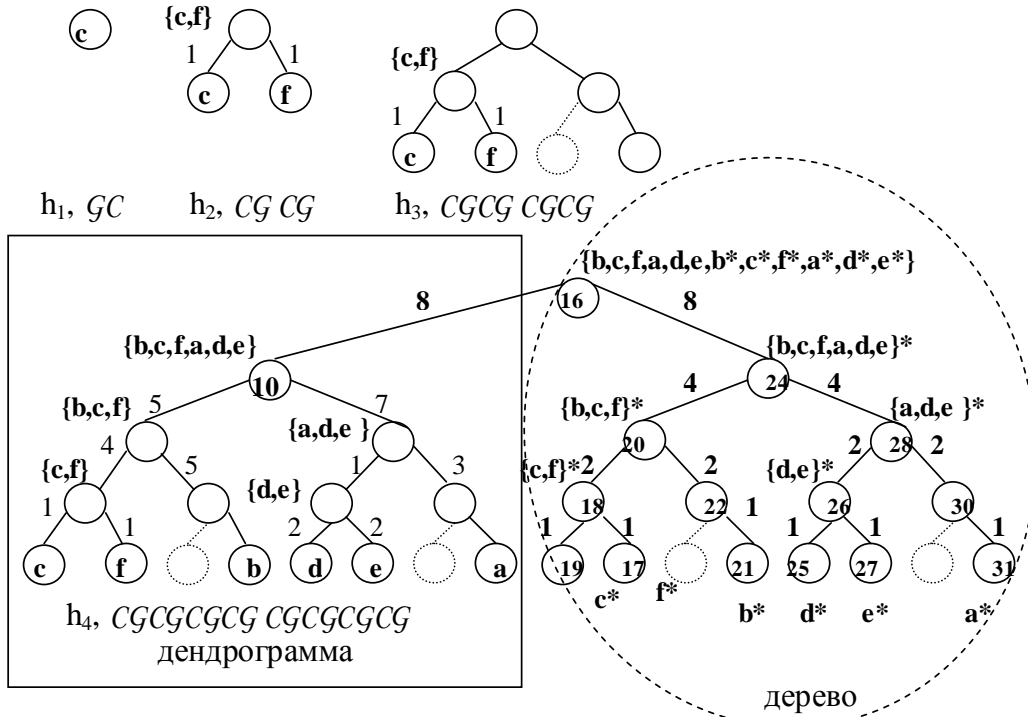 {c,f}
{c,f}
c
1 1
1 1
c f
c f
h₁, GC
h₂, CG CG
h₃, CGCG CGCG
{b,c,f,a,d,e,b*,c*,f*,a*,d*,e*}
8 16 8
{b,c,f,a,d,e}
{b,c,f,a,d,e}*
10
24
5 7
4 4
{b,c,f}
{a,d,e }
{b,c,f}*
{a,d,e }*
20
28
4 5 1 3
2 2 2 2
{c,f}
{d,e}
{c,f}*
{d,e}*
18 22 26 30
1 1 2 2
1 1 1 1 1 1
c f b d e a
19 17 21 25 27 31
c* f* b* d* e* a*
h₄, CGCGCGCG CGCGCGCG
дендрограмма
дерево